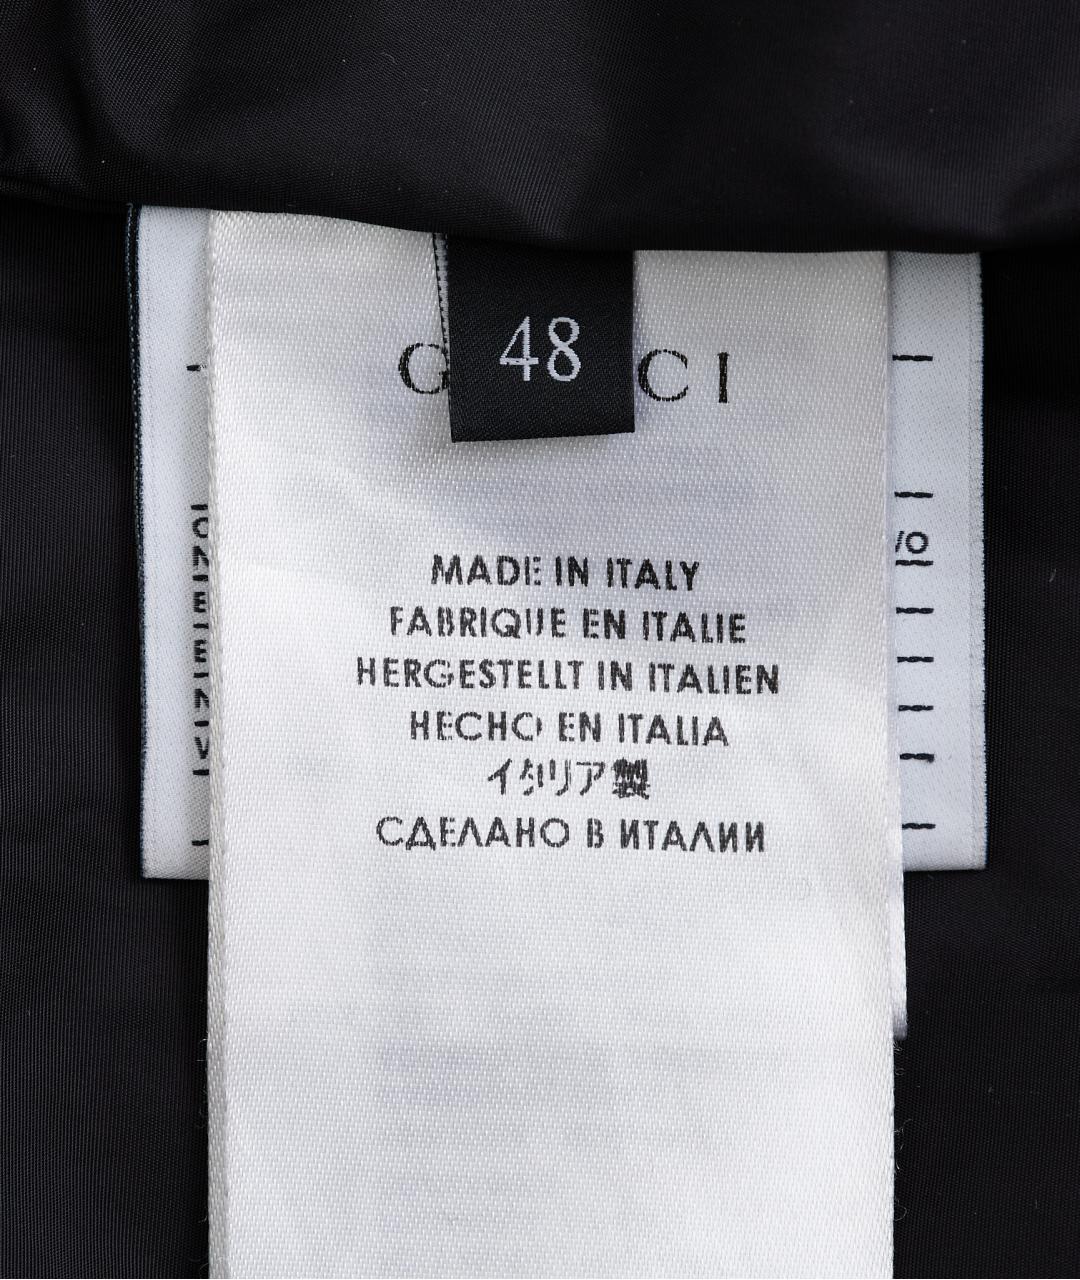 48
G CI
MADE IN ITALY
FABRIQUE EN ITALIE
HERGESTELLT IN ITALIEN
HECHO EN ITALIA
イタリア製
СДЕЛАНО В ИТАЛИИ